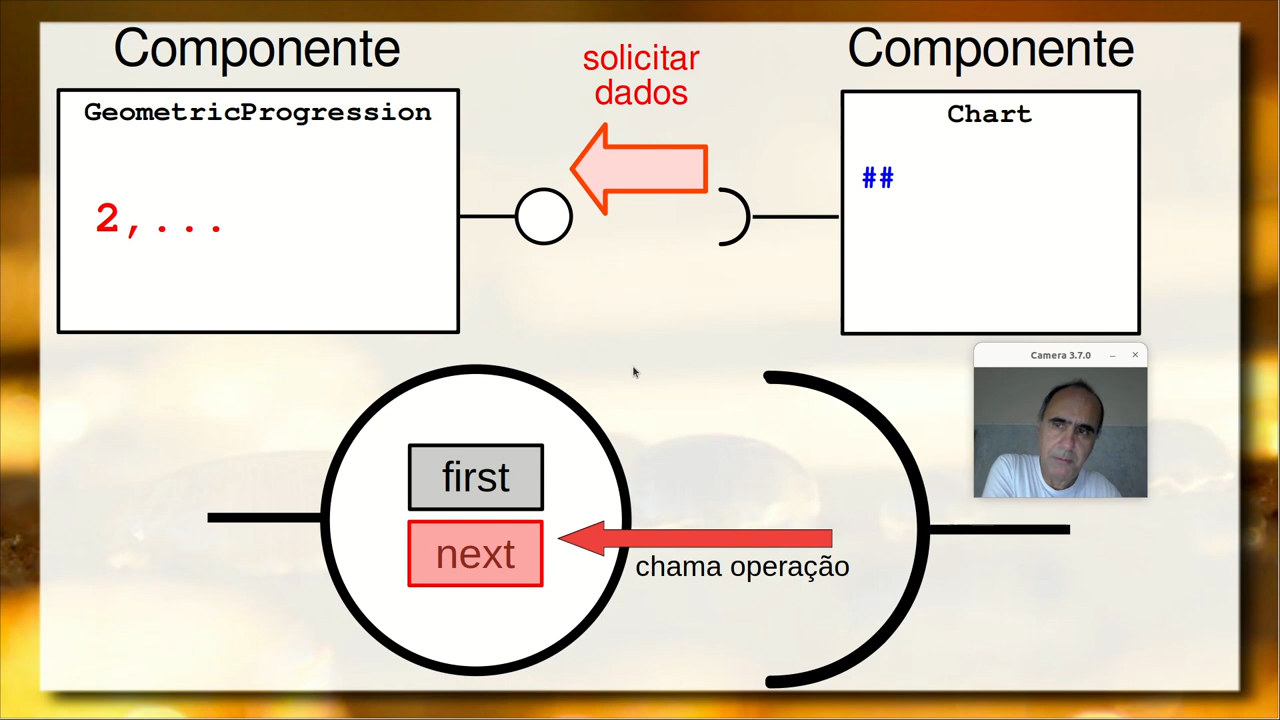 Componente
solicitar
dados
Componente
GeometricProgression
Chart
2,...
##
Camera 3.7.0
first
next
chama operação